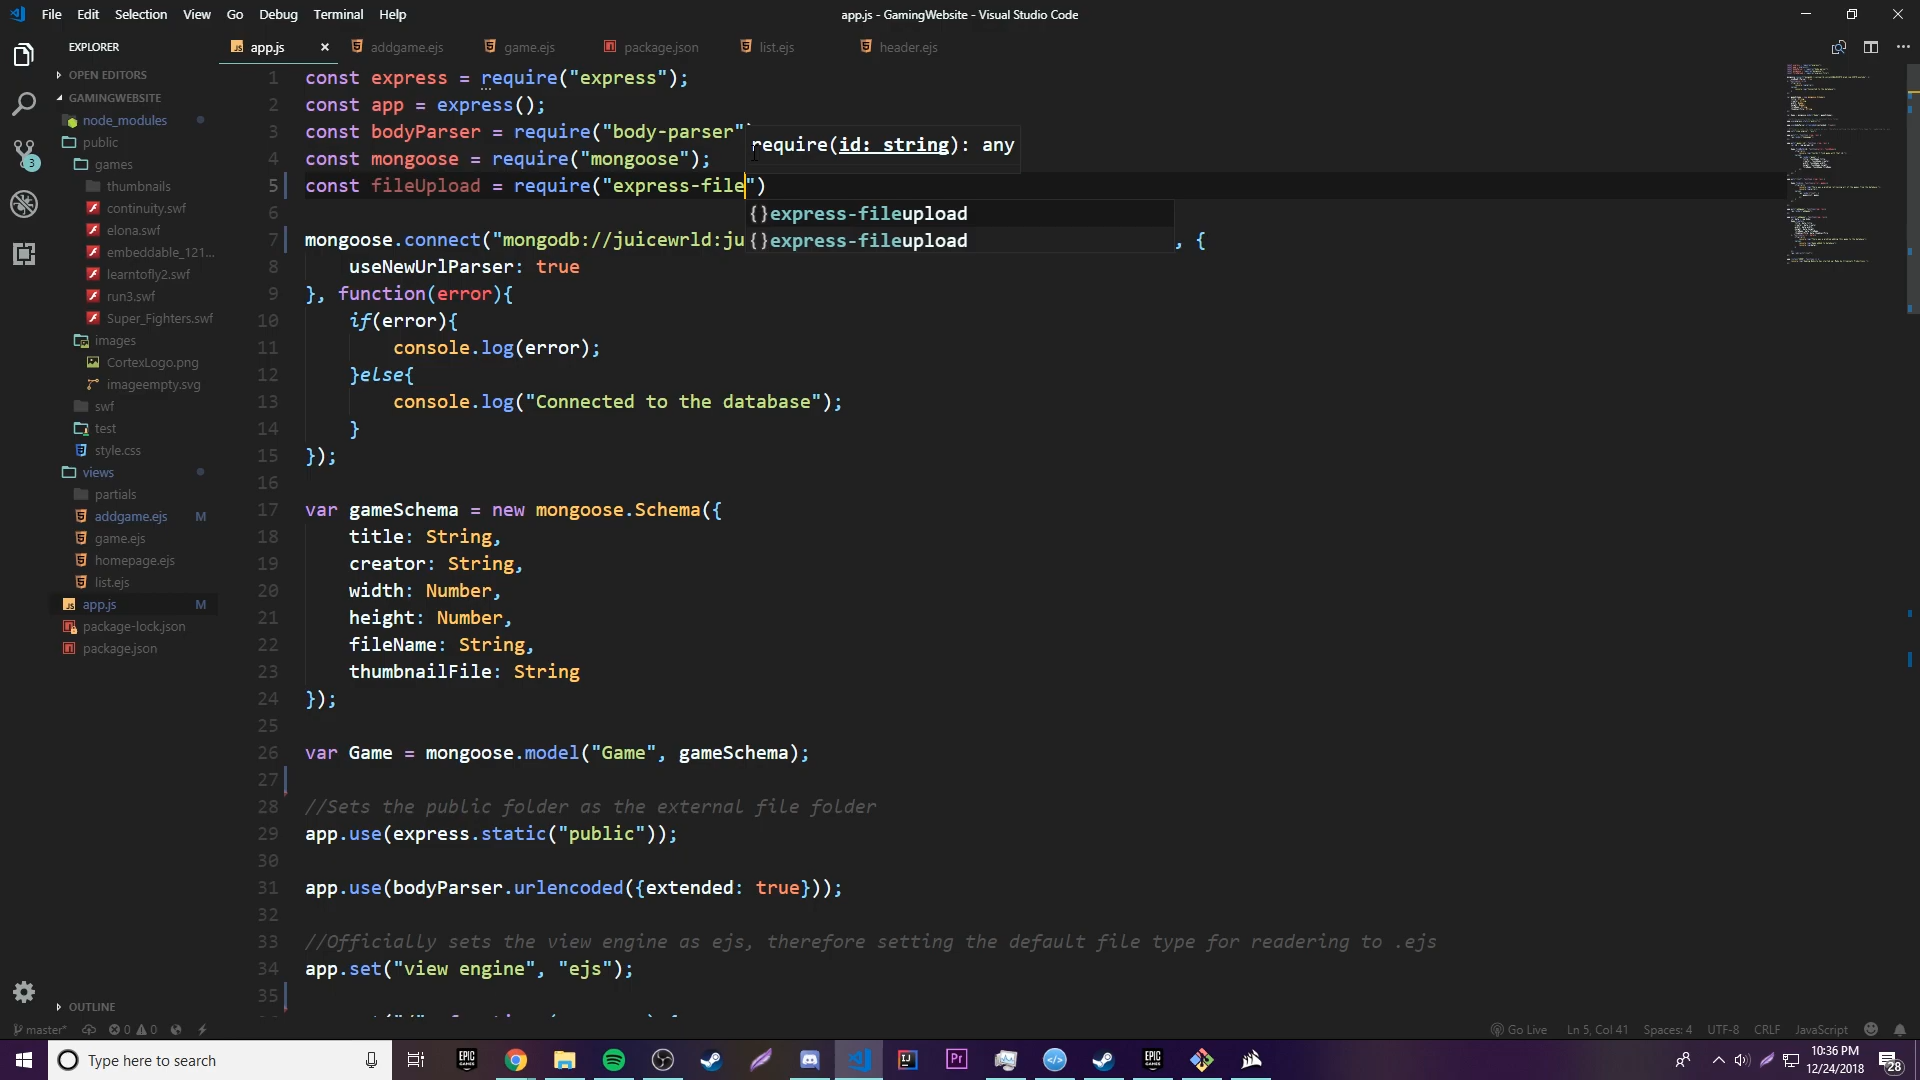 File Edit Selection View Go Debug Terminal Help
app.js - GamingWebsite - Visual Studio Code
EXPLORER
OPEN EDITORS
GAMINGWEBSITE
node_modules
public
games
thumbnails
continuity.swf
elona.swf
embeddable_121...
learntofly2.swf
run3.swf
Super_Fighters.swf
images
CortexLogo.png
imageempty.svg
swf
test
style.css
views
partials
addgame.ejs M
game.ejs
homepage.ejs
list.ejs
app.js M
package-lock.json
package.json
OUTLINE
3
app.js addgame.ejs game.ejs package.json list.ejs header.ejs
1 const express = require("express");
2 const app = express();
3 const bodyParser = require("body-parser")
4 const mongoose = require("mongoose");
5 const fileUpload = require("express-file")
6
7 mongoose.connect("mongodb://juicewrld:ju , {
8 useNewUrlParser: true
9 }, function(error){
10 if(error){
11 console.log(error);
12 }else{
13 console.log("Connected to the database");
14 }
15 });
16
17 var gameSchema = new mongoose.Schema({
18 title: String,
19 creator: String,
20 width: Number,
21 height: Number,
22 fileName: String,
23 thumbnailFile: String
24 });
25
26 var Game = mongoose.model("Game", gameSchema);
27
28 //Sets the public folder as the external file folder
29 app.use(express.static("public"));
30
31 app.use(bodyParser.urlencoded({extended: true}));
32
33 //Officially sets the view engine as ejs, therefore setting the default file type for readering to .ejs
34 app.set("view engine", "ejs");
35
require(id: string): any
{}express-fileupload
{}express-fileupload
master* 0 0
Go Live Ln 5, Col 41 Spaces: 4 UTF-8 CRLF JavaScript
Type here to search
10:36 PM
12/24/2018
28